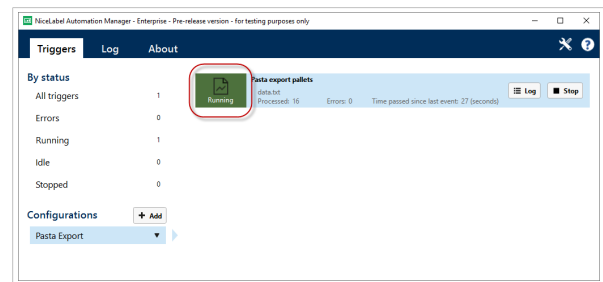 NiceLabel Automation Manager - Enterprise - Pre-release version - for testing purposes only
Triggers Log About
By status
All triggers 1
Errors 0
Running 1
Idle 0
Stopped 0
Configurations + Add
Pasta Export
Running
Pasta export pallets
data.txt
Processed: 16 Errors: 0 Time passed since last event: 27 (seconds)
Log Stop